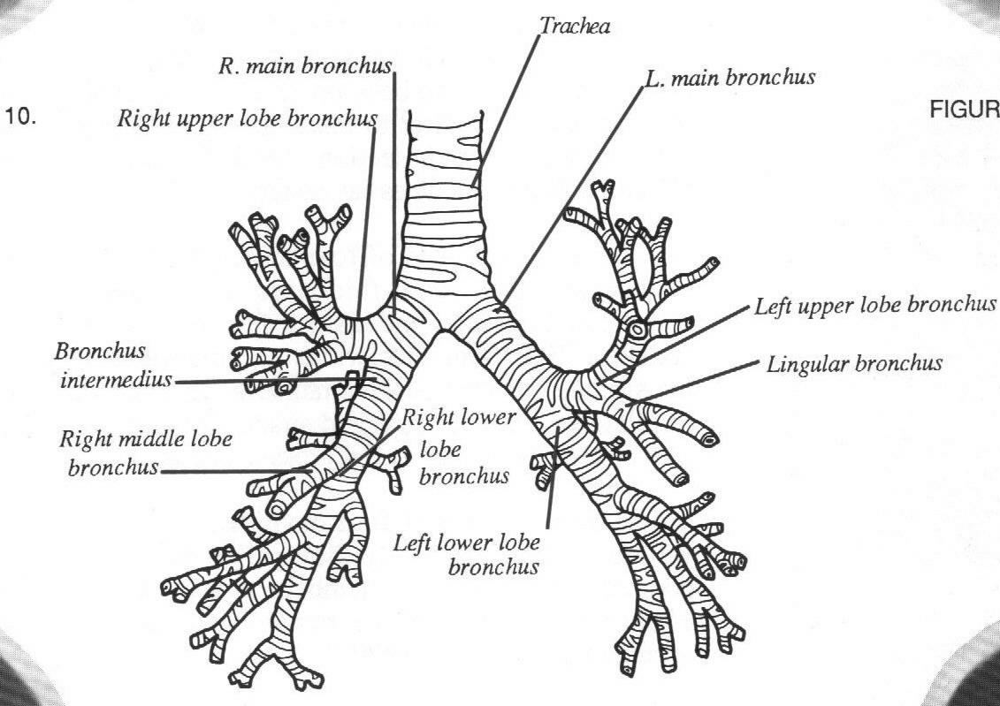 Trachea
R. main bronchus
L. main bronchus
10.
FIGUR
Right upper lobe bronchus
Left upper lobe bronchus
Bronchus
intermedius
Lingular bronchus
Right lower
lobe
bronchus
Right middle lobe
bronchus
Left lower lobe
bronchus